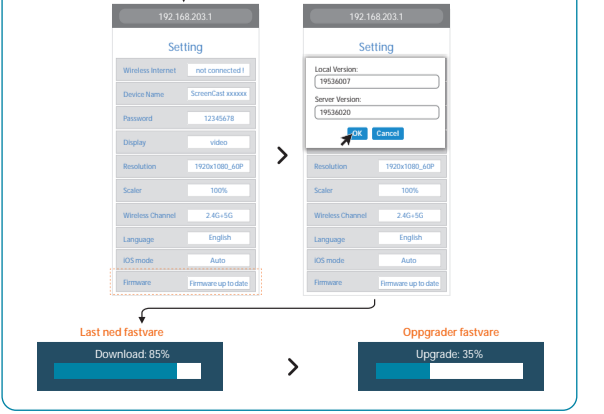 192.168.203.1
Setting
Wireless Internet not connected !
Device Name ScreenCast xxxxxx
Password 12345678
Display video
Resolution 1920x1080_60P
Scaler 100%
Wireless Channel 2.4G+5G
Language English
iOS mode Auto
Firmware Firmware up to date
192.168.203.1
Setting
Local Version:
19536007
Server Version:
19536020
OK Cancel
Resolution 1920x1080_60P
Scaler 100%
Wireless Channel 2.4G+5G
Language English
iOS mode Auto
Firmware Firmware up to date
Last ned fastvare
Download: 85%
Oppgrader fastvare
Upgrade: 35%